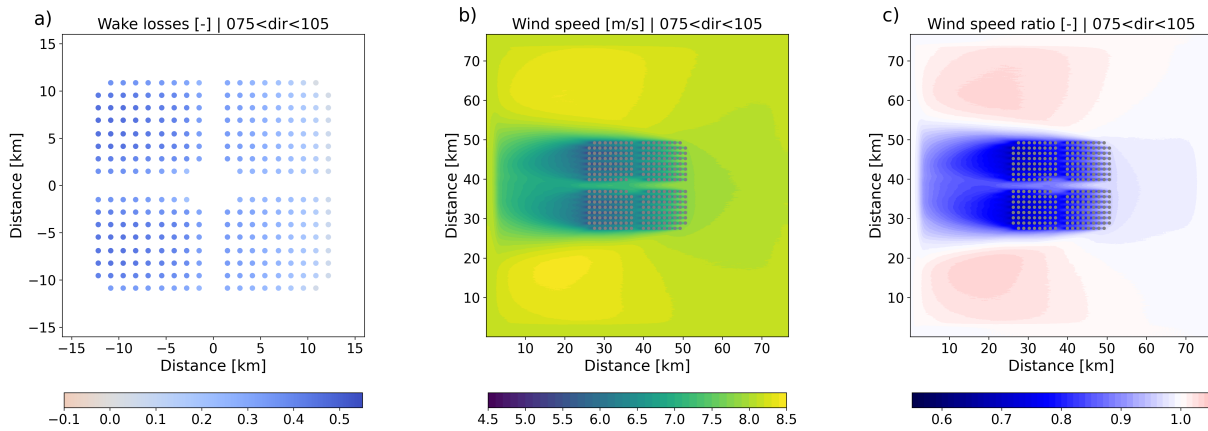 a)
Wake losses [-] | 075<dir<105
15
10
5
0
−5
−10
−15
Distance [km]
−15 −10 −5 0 5 10 15
Distance [km]
−0.1 0.0 0.1 0.2 0.3 0.4 0.5
b)
Wind speed [m/s] | 075<dir<105
70
60
50
40
30
20
10
Distance [km]
10 20 30 40 50 60 70
Distance [km]
4.5 5.0 5.5 6.0 6.5 7.0 7.5 8.0 8.5
c)
Wind speed ratio [-] | 075<dir<105
70
60
50
40
30
20
10
Distance [km]
10 20 30 40 50 60 70
Distance [km]
0.6 0.7 0.8 0.9 1.0